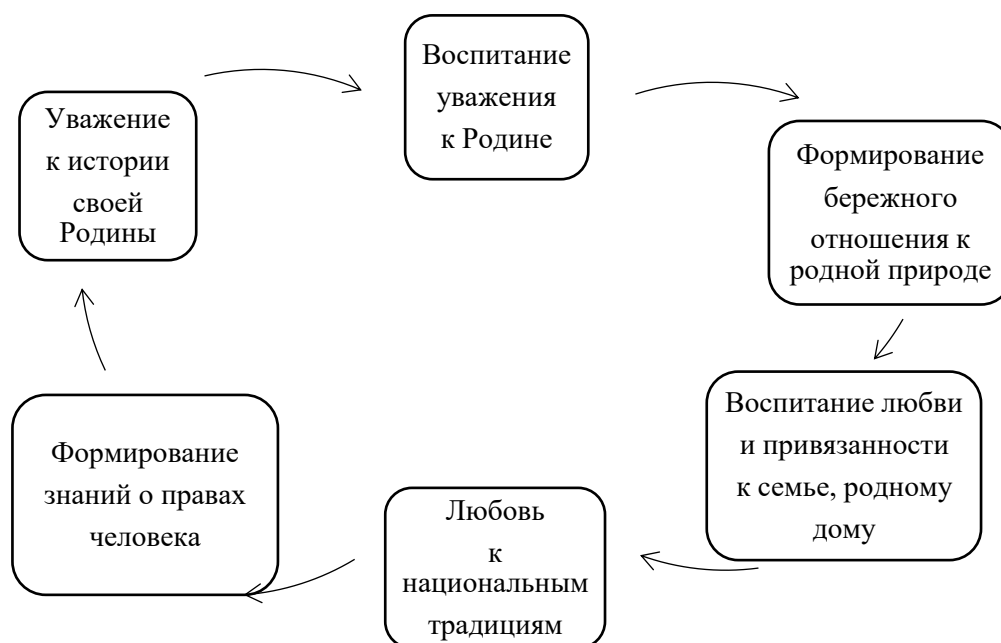 Воспитание
уважения
к Родине
Формирование
бережного
отношения к
родной природе
Воспитание любви
и привязанности
к семье, родному
дому
Любовь
к
национальным
традициям
Формирование
знаний о правах
человека
Уважение
к истории
своей
Родины